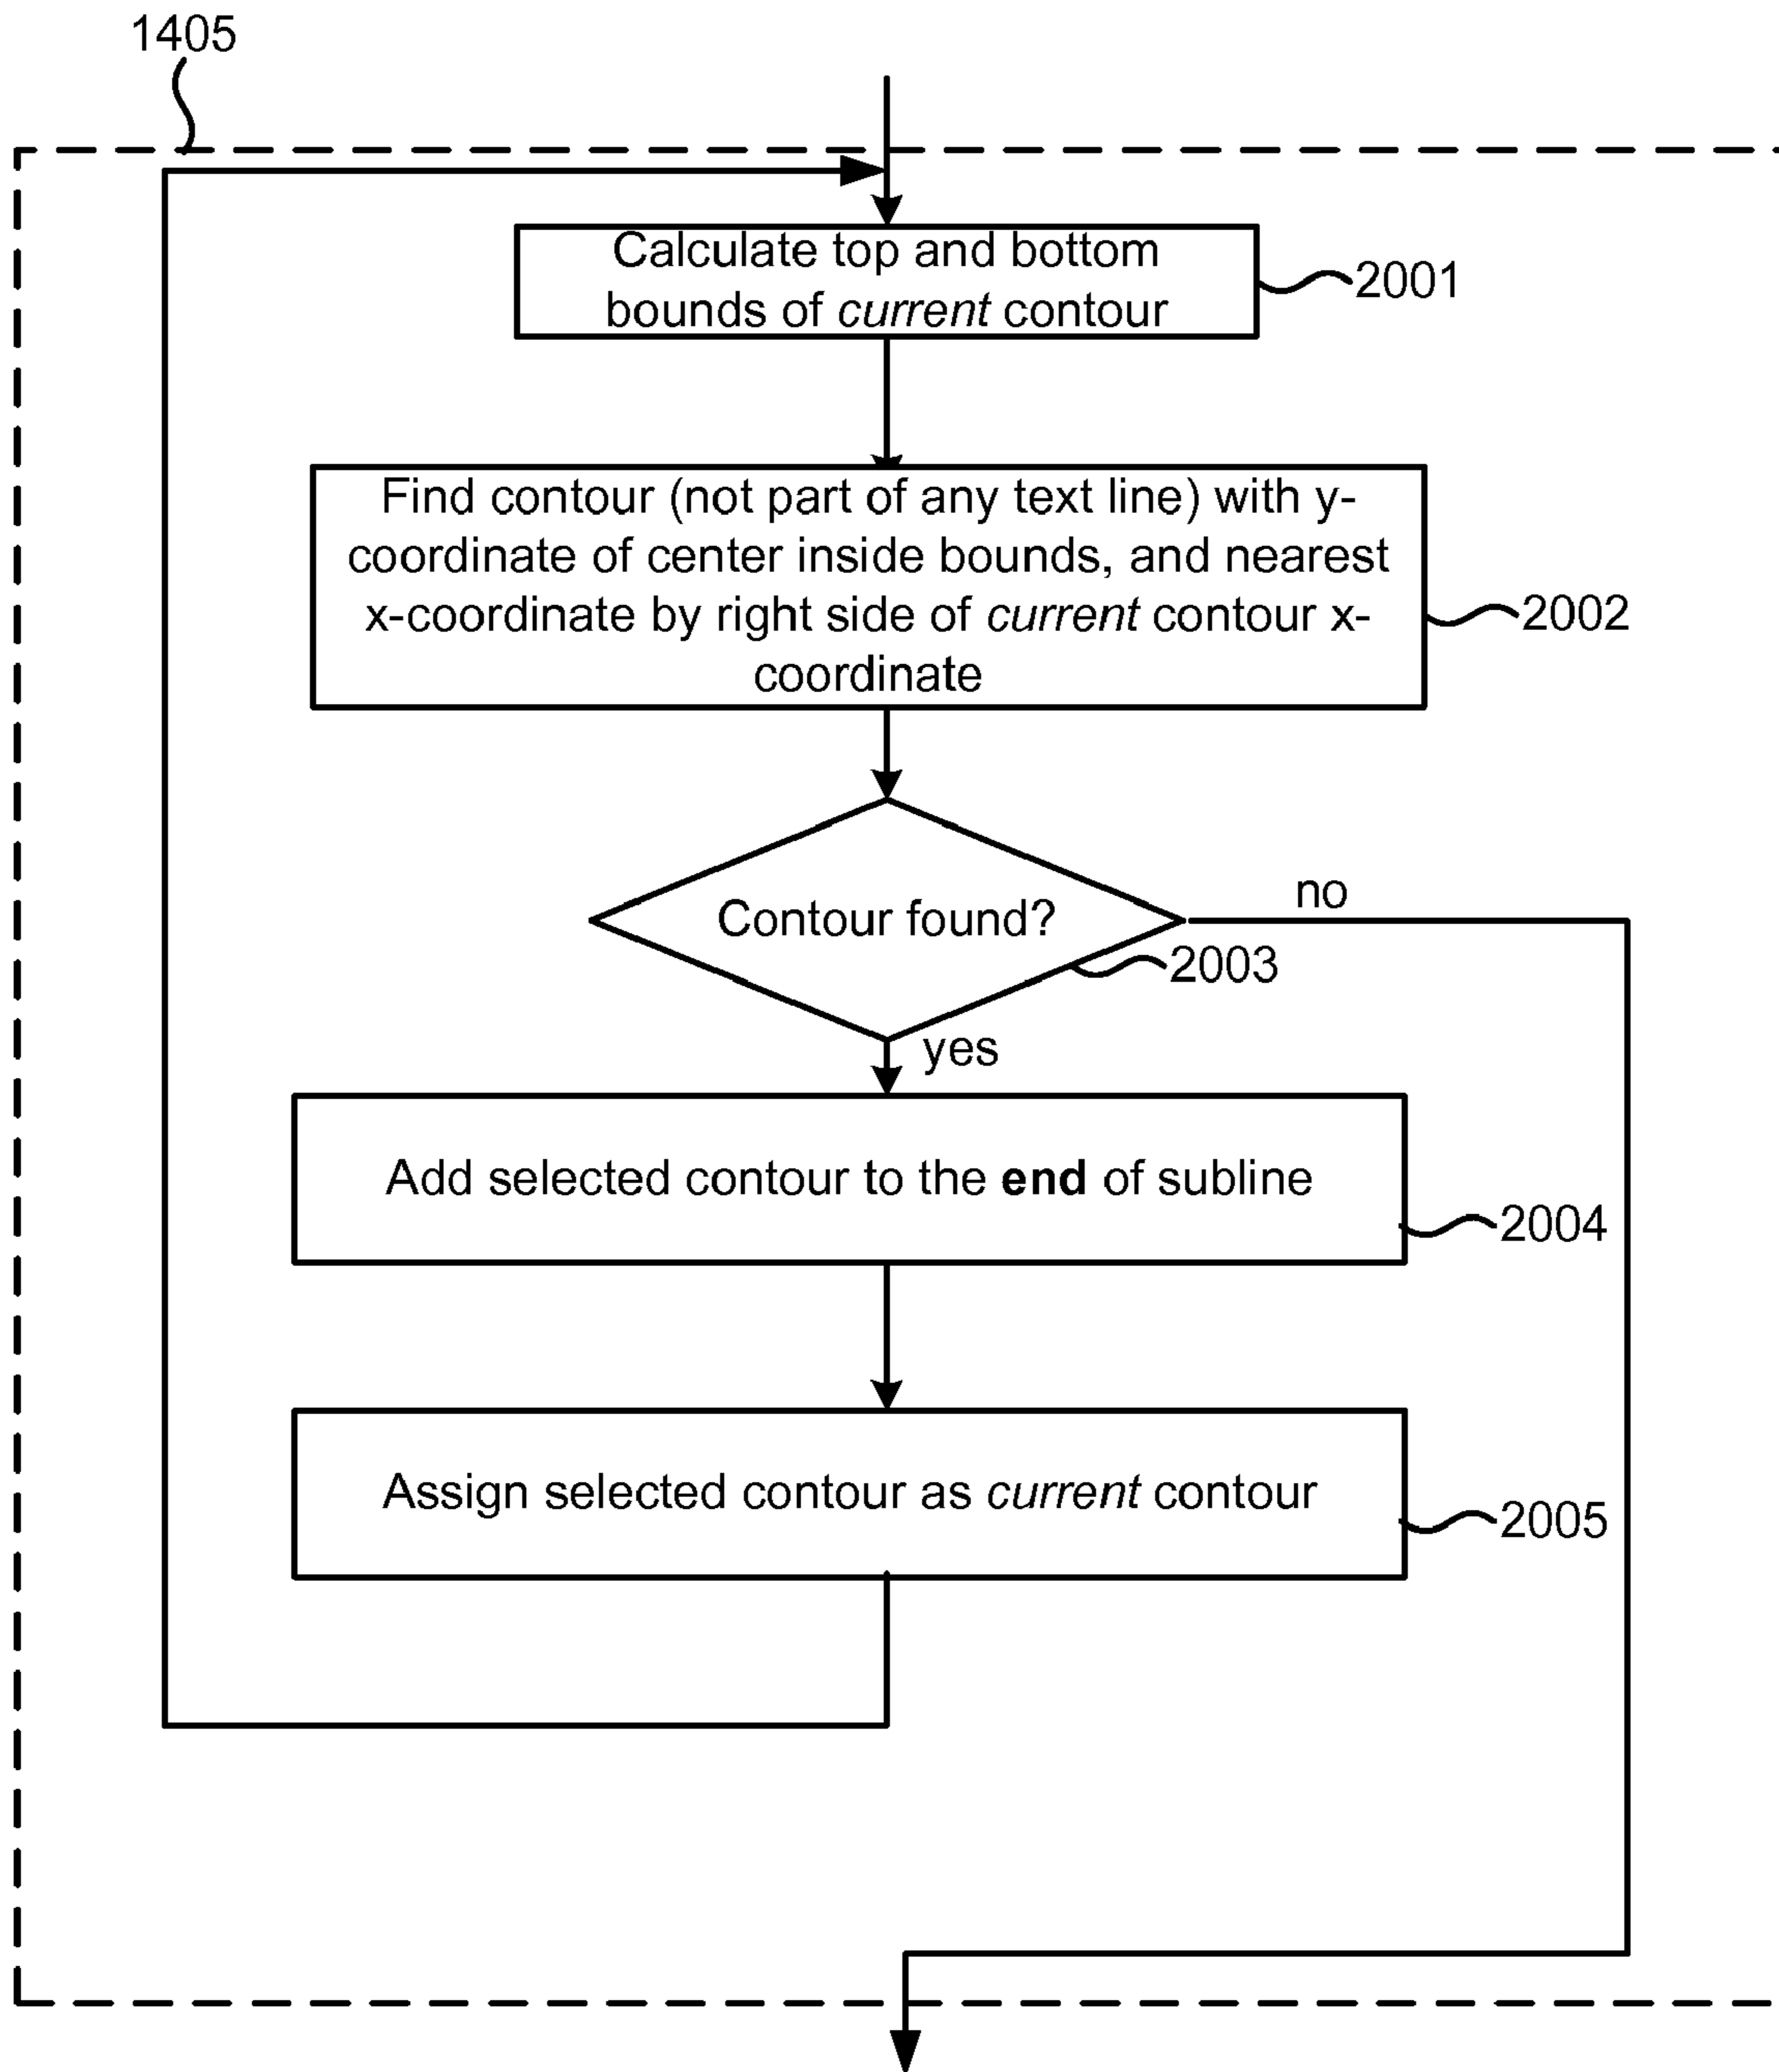 1405
Calculate top and bottom
bounds of current contour
2001
Find contour (not part of any text line) with y-
coordinate of center inside bounds, and nearest
x-coordinate by right side of current contour x-
coordinate
2002
Contour found?
no
2003
yes
Add selected contour to the end of subline
2004
Assign selected contour as current contour
2005